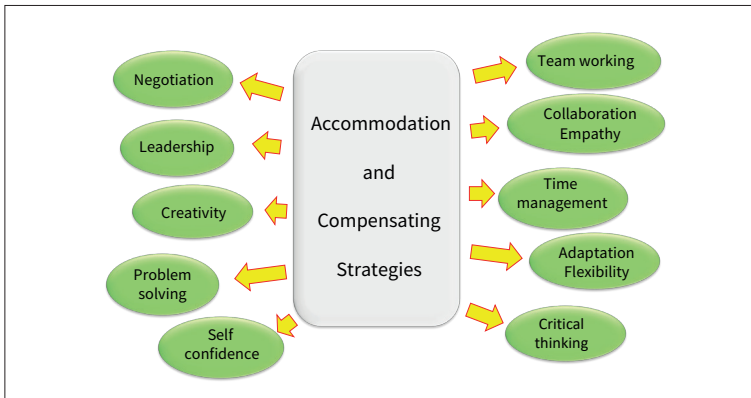 Negotiation
Leadership
Creativity
Problem
solving
Self
confidence
Accommodation
and
Compensating
Strategies
Team working
Collaboration
Empathy
Time
management
Adaptation
Flexibility
Critical
thinking